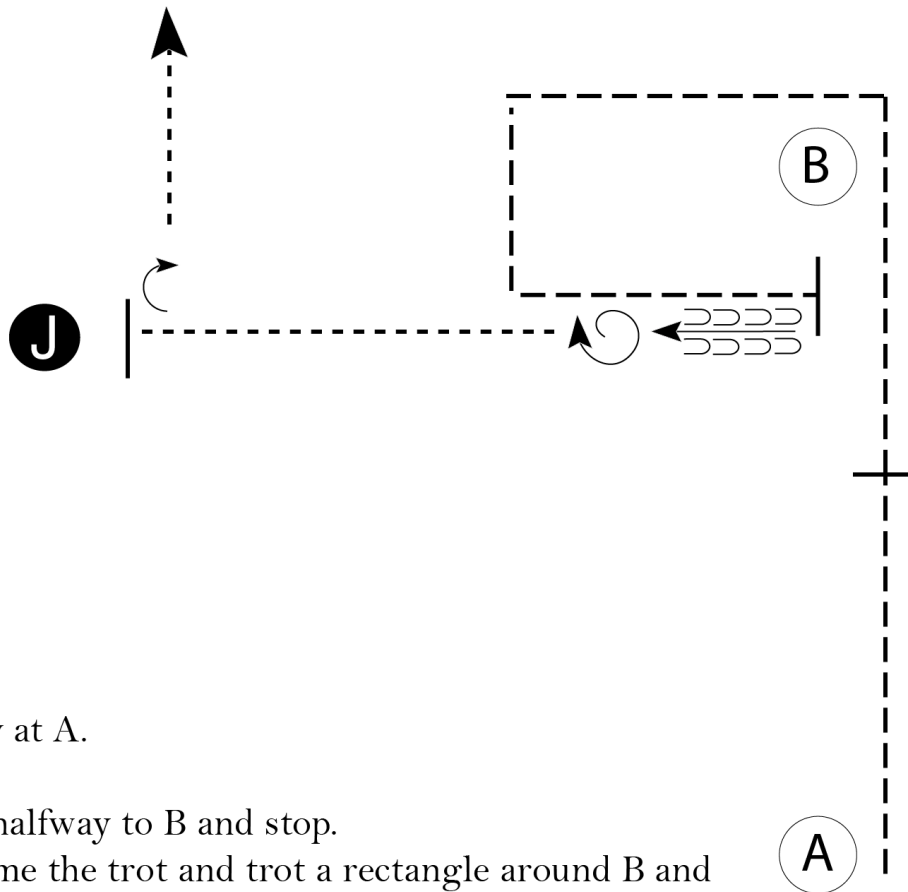 B
J
at A.
halfway to B and stop.
me the trot and trot a rectangle around B and
A